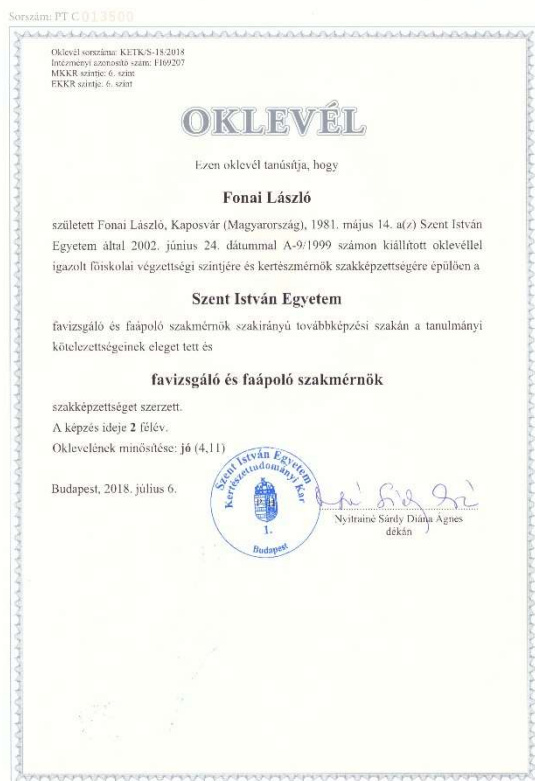 Sorszám: PT C 013500
Oklevél sorszáma: KETK/S-18/2018
Intézményi azonosító szám: FI69207
MKKR szintje: 6. szint
EKKR szintje: 6. szint
OKLEVÉL
Ezen oklevél tanúsítja, hogy
Fonai László
született Fonai László, Kaposvár (Magyarország), 1981. május 14. a(z) Szent István
Egyetem által 2002. június 24. dátummal A-9/1999 számon kiállított oklevéllel
igazolt főiskolai végzettségi szintjére és kertészmérnök szakképzettségére épülően a
Szent István Egyetem
favizsgáló és faápoló szakmérnök szakirányú továbbképzési szakán a tanulmányi
kötelezettségeinek eleget tett és
favizsgáló és faápoló szakmérnök
szakképzettséget szerzett.
A képzés ideje 2 félév.
Oklevelének minősítése: jó (4,11)
Budapest, 2018. július 6.
Szent István Egyetem
Kertészettudományi Kar
1.
Budapest
Nyitrainé Sárdy Diána Ágnes
dékán